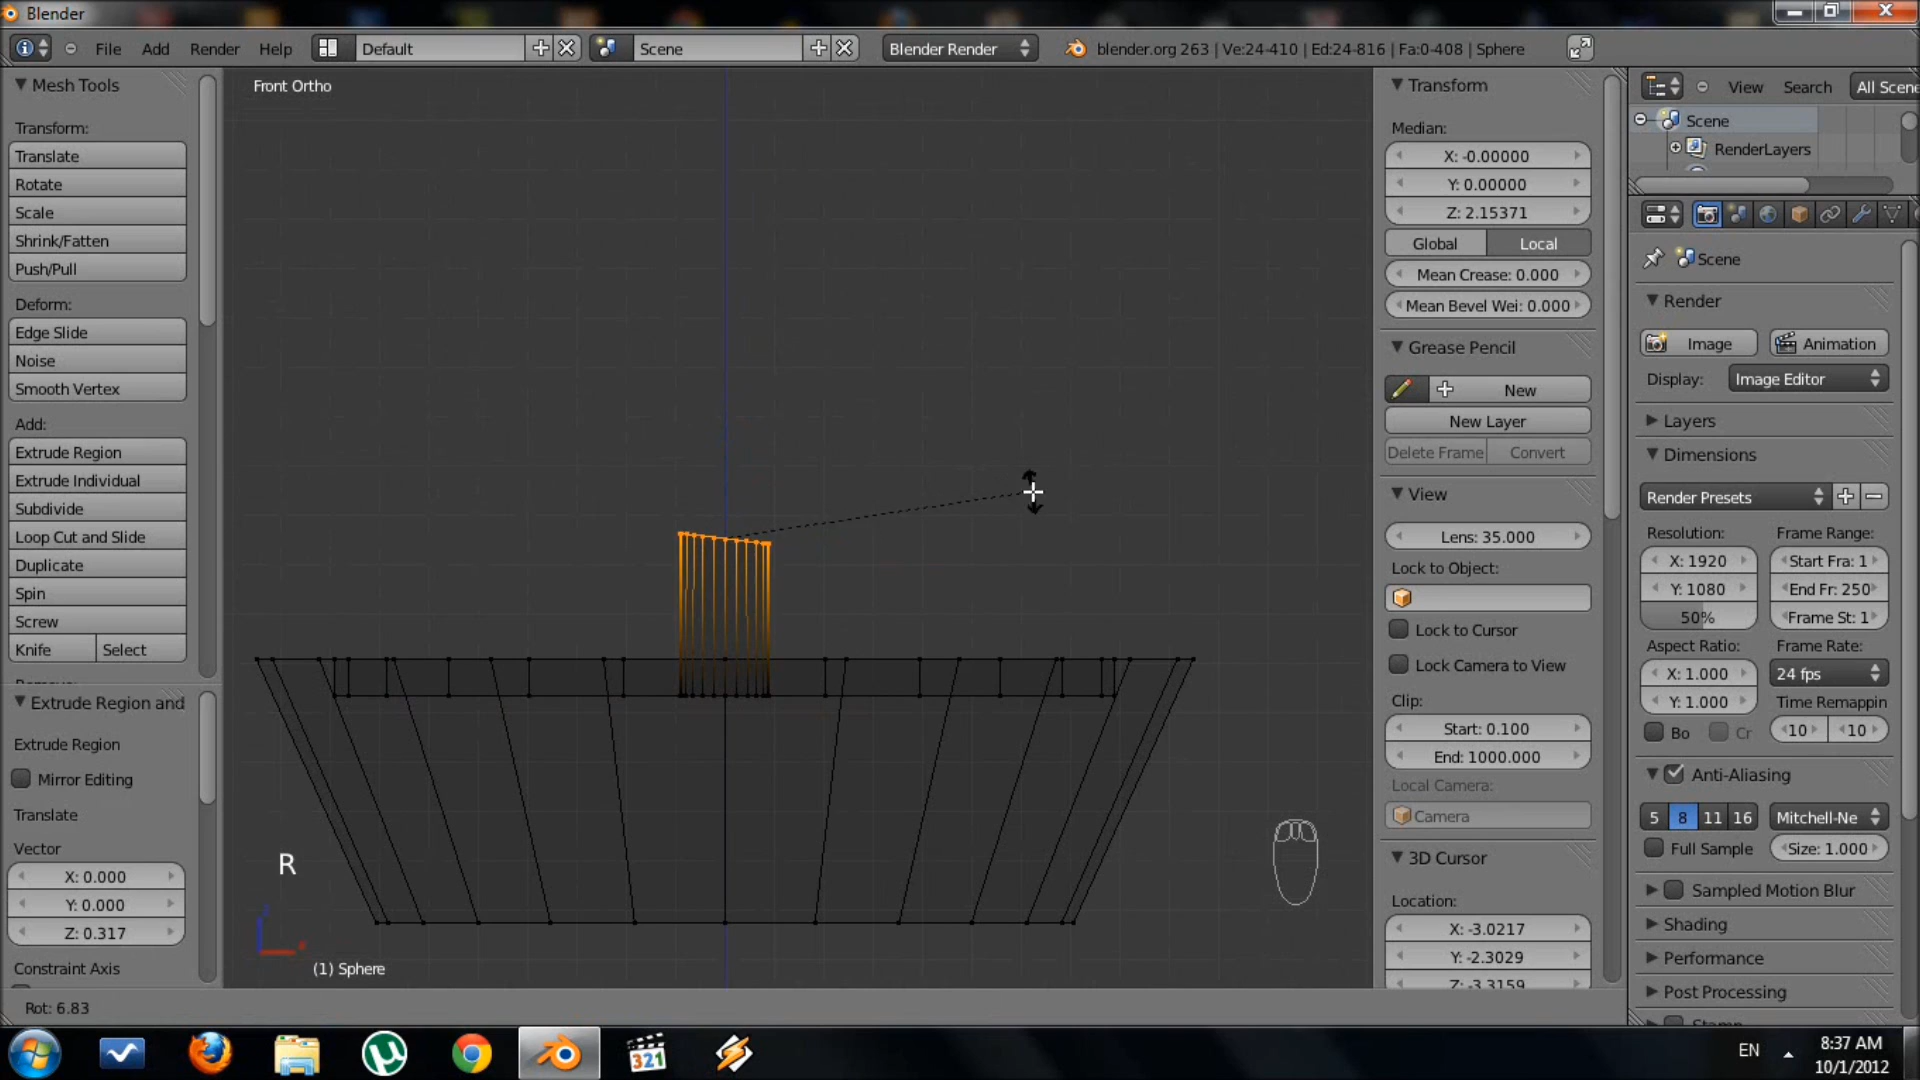 Blender
File Add Render Help Default Scene Blender Render blender.org 263 | Ve:24-410 | Ed:24-816 | Fa:0-408 | Sphere
Mesh Tools
Transform:
Translate
Rotate
Scale
Shrink/Fatten
Push/Pull
Deform:
Edge Slide
Noise
Smooth Vertex
Add:
Extrude Region
Extrude Individual
Subdivide
Loop Cut and Slide
Duplicate
Spin
Screw
Knife Select
Extrude Region and
Extrude Region
Mirror Editing
Translate
Vector
X: 0.000
Y: 0.000
Z: 0.317
Constraint Axis
Front Ortho
R
(1) Sphere
Rot: 6.83
Transform
Median:
X: -0.00000
Y: 0.00000
Z: 2.15371
Global Local
Mean Crease: 0.000
Mean Bevel Wei: 0.000
Grease Pencil
New
New Layer
Delete Frame Convert
View
Lens: 35.000
Lock to Object:
Lock to Cursor
Lock Camera to View
Clip:
Start: 0.100
End: 1000.000
Local Camera:
Camera
3D Cursor
Location:
X: -3.0217
Y: -2.3029
Z: -3.3159
View Search All Scene
Scene
RenderLayers
Scene
Render
Image Animation
Display: Image Editor
Layers
Dimensions
Render Presets
Resolution: Frame Range:
X: 1920 Start Fra: 1
Y: 1080 End Fr: 250
50% Frame St: 1
Aspect Ratio: Frame Rate:
X: 1.000 24 fps
Y: 1.000 Time Remappin
Bo Cr 10 10
Anti-Aliasing
5 8 11 16 Mitchell-Ne
Full Sample Size: 1.000
Sampled Motion Blur
Shading
Performance
Post Processing
321
EN
8:37 AM
10/1/2012